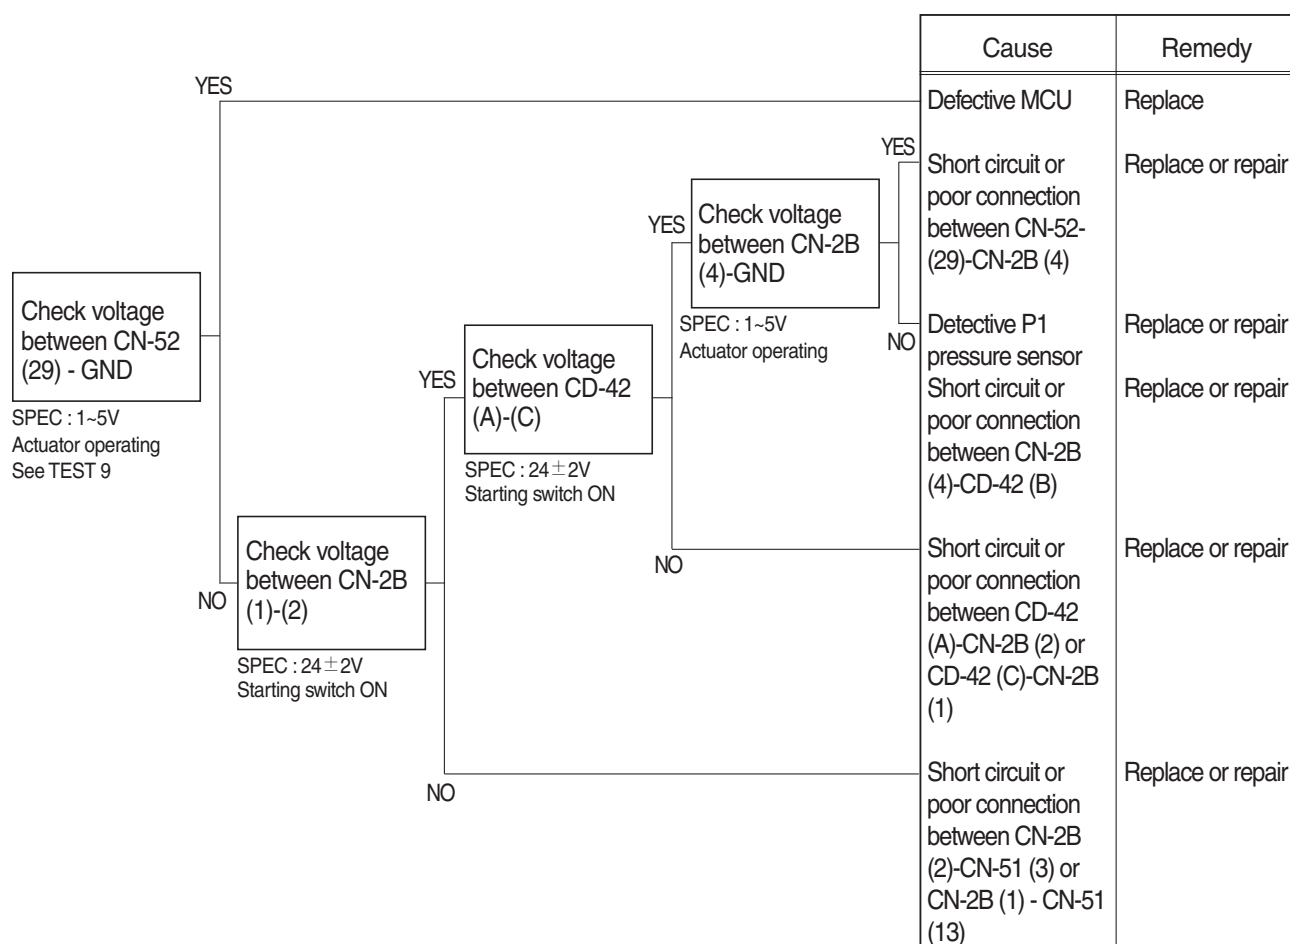 Cause
Remedy
YES
Defective MCU
Replace
YES
Short circuit or
poor connection
between CN-52-
(29)-CN-2B (4)
Replace or repair
YES
Check voltage
between CN-2B
(4)-GND
SPEC : 1~5V
Actuator operating
NO
Detective P1
pressure sensor
Replace or repair
Short circuit or
poor connection
between CN-2B
(4)-CD-42 (B)
Replace or repair
Check voltage
between CN-52
(29) - GND
SPEC : 1~5V
Actuator operating
See TEST 9
YES
Check voltage
between CD-42
(A)-(C)
SPEC : 24±2V
Starting switch ON
NO
Short circuit or
poor connection
between CD-42
(A)-CN-2B (2) or
CD-42 (C)-CN-2B
(1)
Replace or repair
NO
Check voltage
between CN-2B
(1)-(2)
SPEC : 24±2V
Starting switch ON
NO
Short circuit or
poor connection
between CN-2B
(2)-CN-51 (3) or
CN-2B (1) - CN-51
(13)
Replace or repair